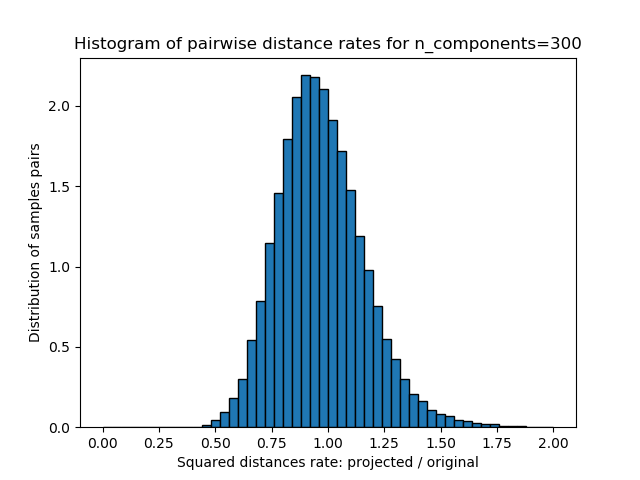 Histogram of pairwise distance rates for n_components=300
Distribution of samples pairs
2.0
1.5
1.0
0.5
0.0
0.00 0.25 0.50 0.75 1.00 1.25 1.50 1.75 2.00
Squared distances rate: projected / original